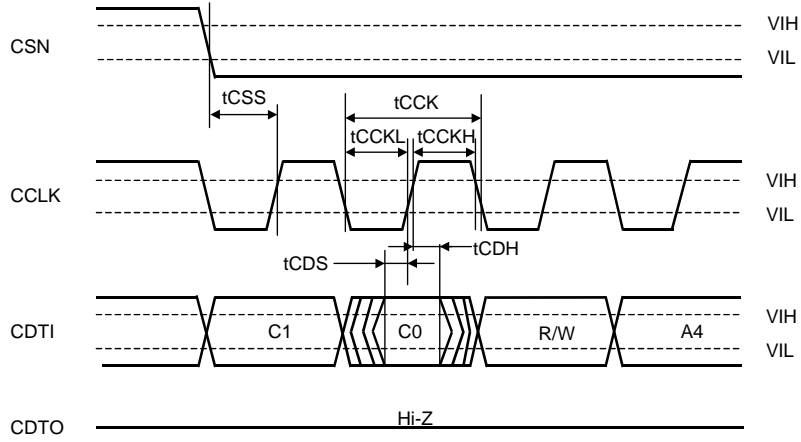 CSN
VIH
VIL
tCSS
tCCK
tCCKL
tCCKH
CCLK
VIH
VIL
tCDS
tCDH
CDTI
C1
C0
R/W
A4
VIH
VIL
CDTO
Hi-Z